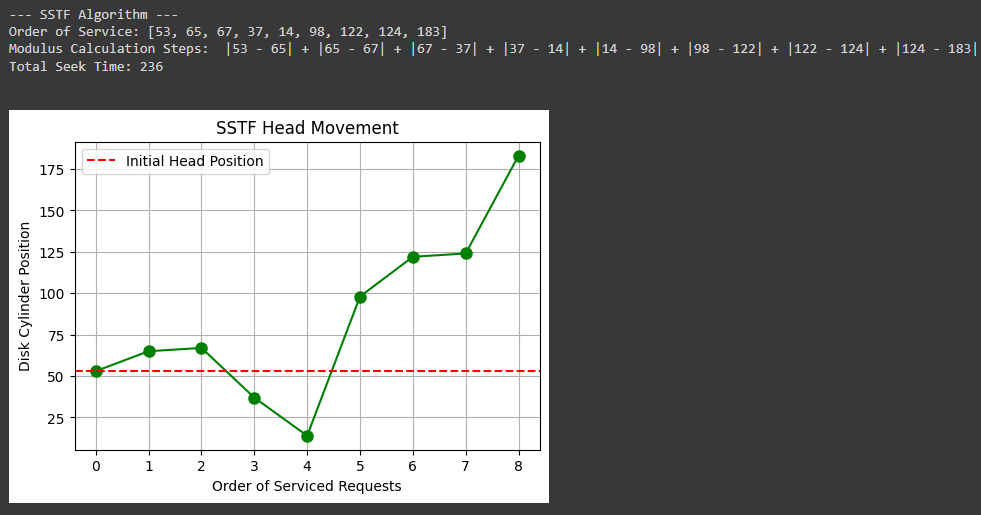 --- SSTF Algorithm ---
Order of Service: [53, 65, 67, 37, 14, 98, 122, 124, 183]
Modulus Calculation Steps:  |53 - 65| + |65 - 67| + |67 - 37| + |37 - 14| + |14 - 98| + |98 - 122| + |122 - 124| + |124 - 183|
Total Seek Time: 236
SSTF Head Movement
Initial Head Position
175
150
125
100
75
50
25
Disk Cylinder Position
0 1 2 3 4 5 6 7 8
Order of Serviced Requests